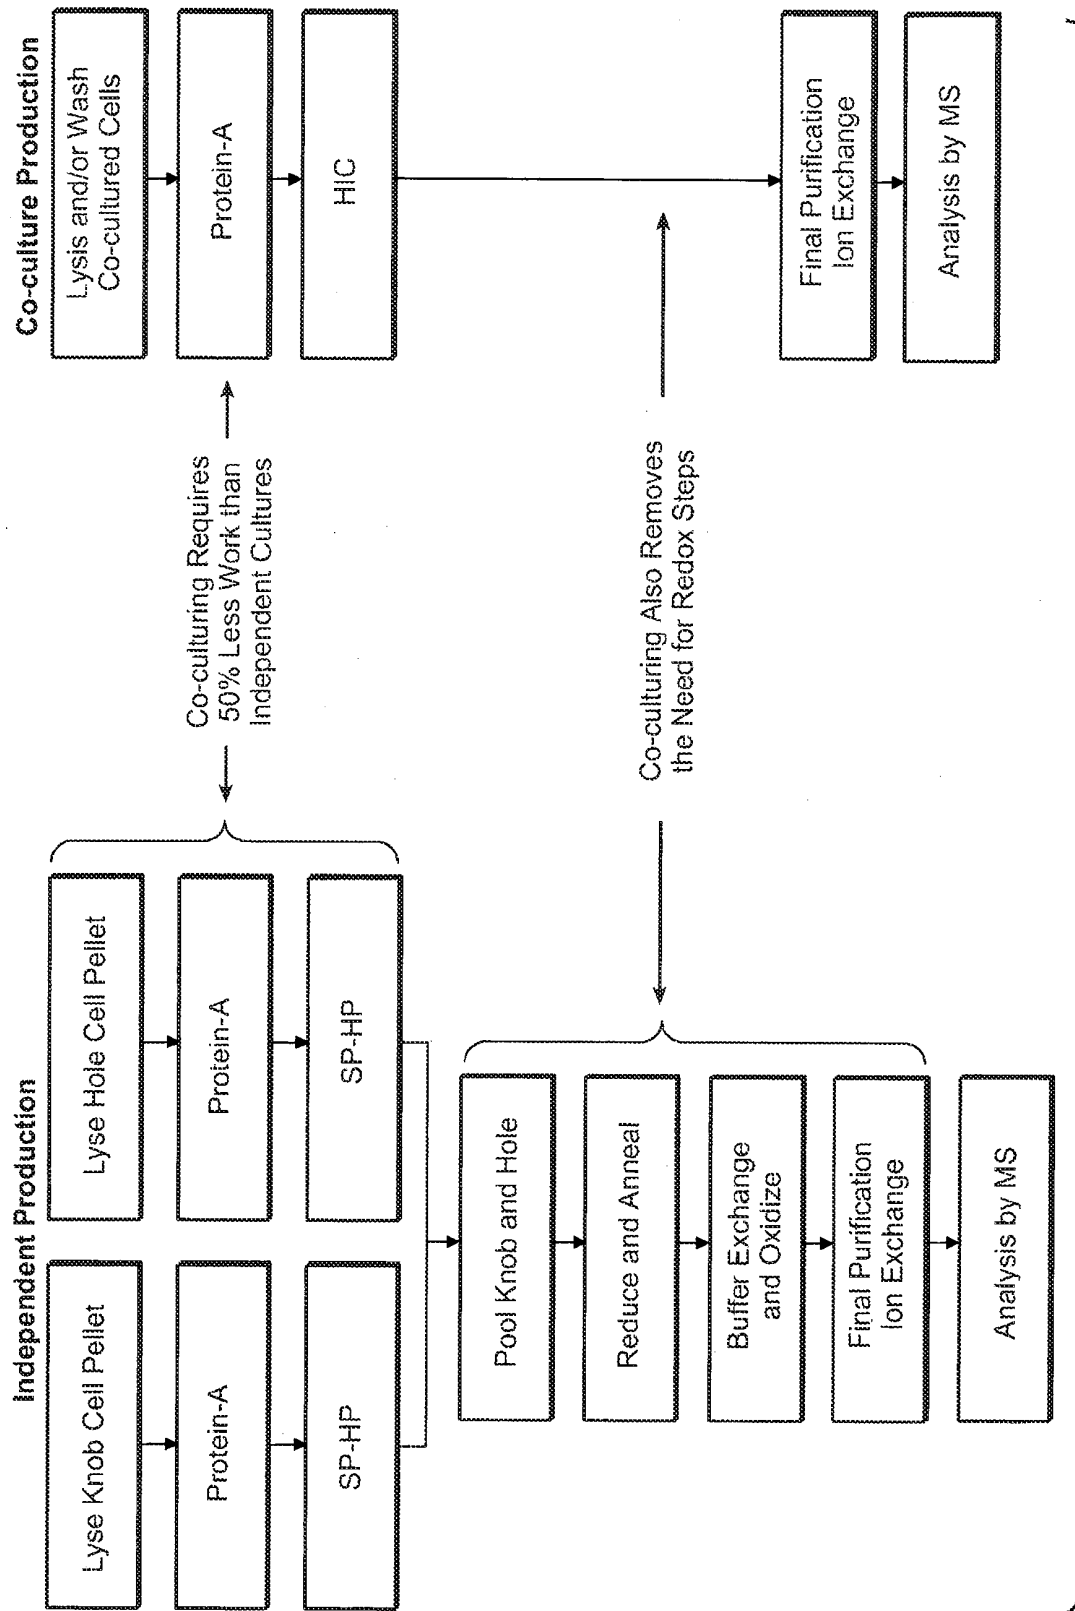 Independent Production
Lyse Knob Cell Pellet
Protein-A
SP-HP
Lyse Hole Cell Pellet
Protein-A
SP-HP
Pool Knob and Hole
Reduce and Anneal
Buffer Exchange
and Oxidize
Final Purification
Ion Exchange
Analysis by MS
Co-culturing Requires
50% Less Work than
Independent Cultures
Co-culturing Also Removes
the Need for Redox Steps
Co-culture Production
Lysis and/or Wash
Co-cultured Cells
Protein-A
HIC
Final Purification
Ion Exchange
Analysis by MS